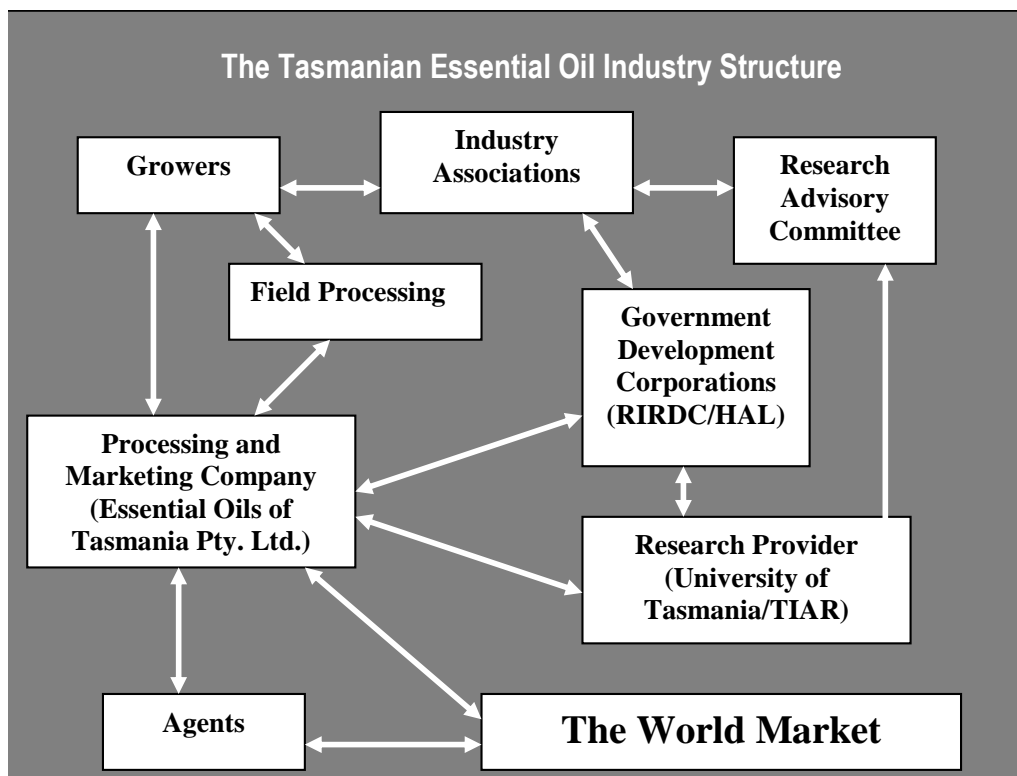 The Tasmanian Essential Oil Industry Structure
Growers
Industry
Associations
Research
Advisory
Committee
Field Processing
Government
Development
Corporations
(RIRDC/HAL)
Processing and
Marketing Company
(Essential Oils of
Tasmania Pty. Ltd.)
Research Provider
(University of
Tasmania/TIAR)
Agents
The World Market